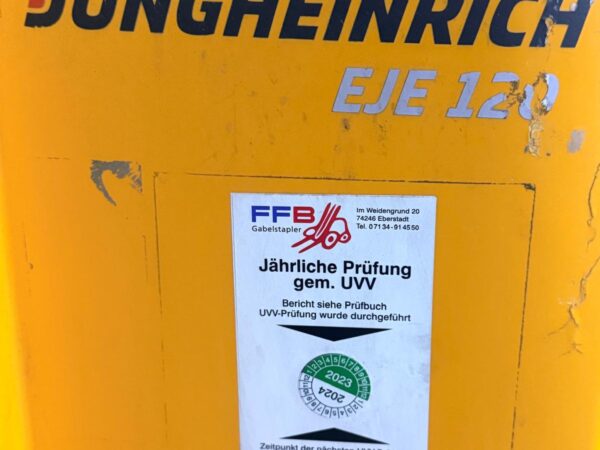 JUNGHEINRICH
EJE 120
FFB
Gabelstapler
Im Weidengrund 20
74246 Eberstadt
Tel. 07134-914550
Jährliche Prüfung
gem. UVV
Bericht siehe Prüfbuch
UVV-Prüfung wurde durchgeführt
2023
2024
Zeitpunkt der nächsten